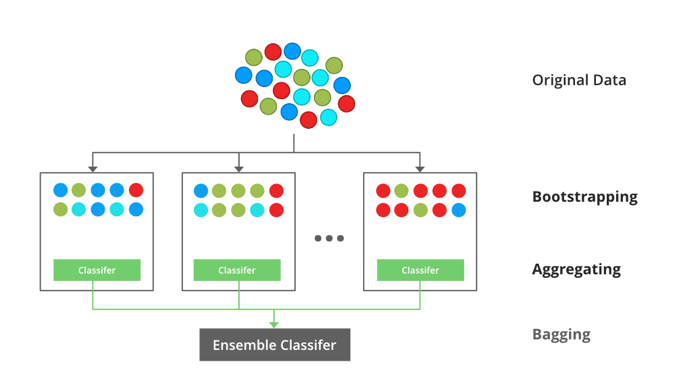 Original Data
Bootstrapping
Classifer
Classifer
Classifer
Aggregating
Ensemble Classifer
Bagging